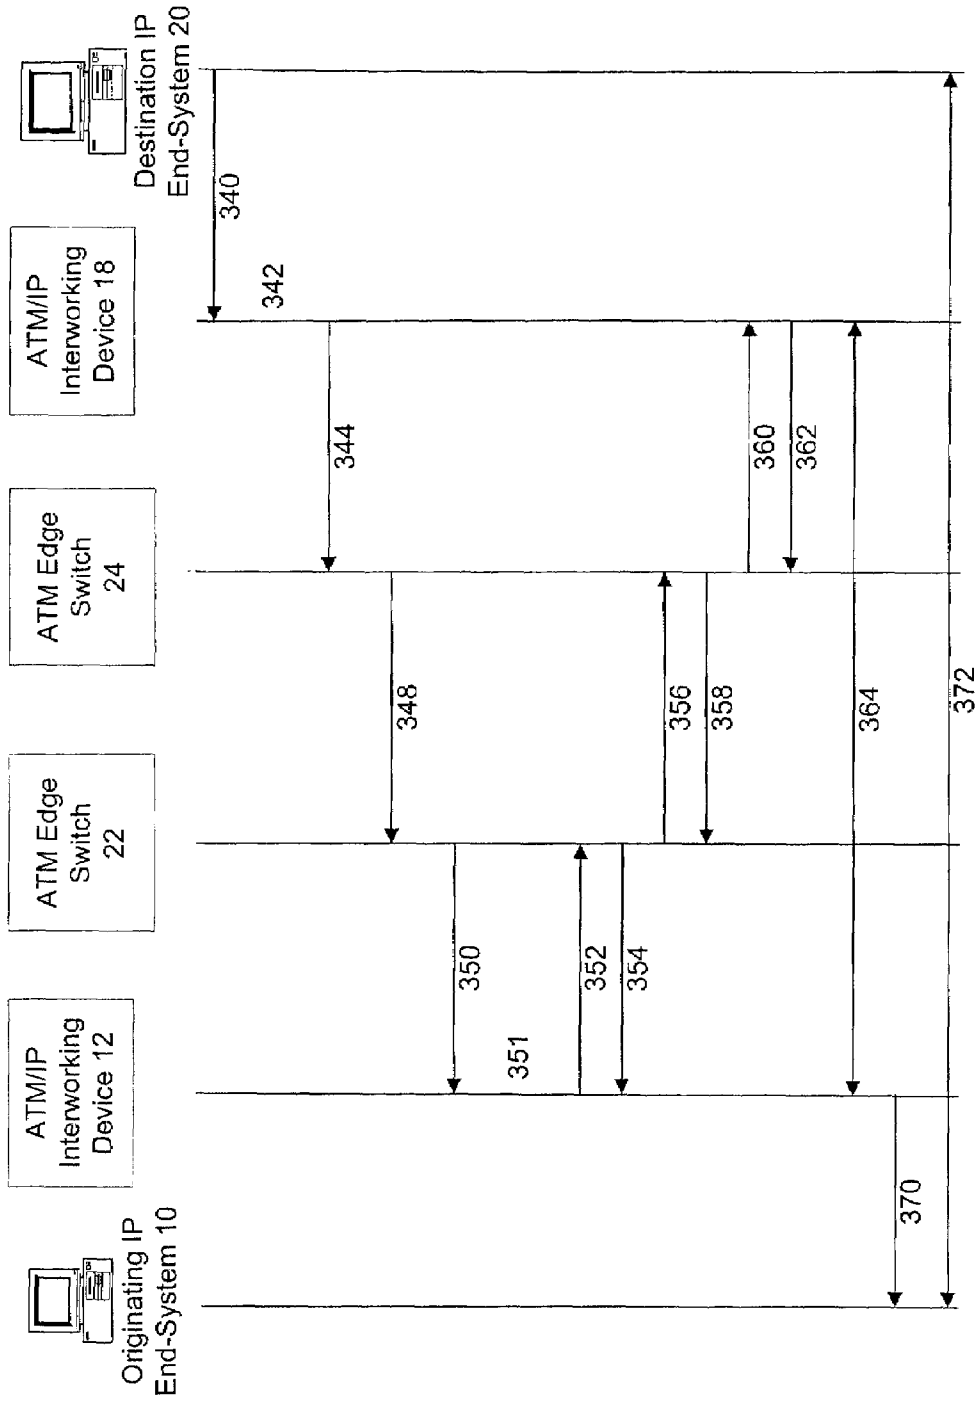 Originating IP
End-System 10
ATM/IP
Interworking
Device 12
ATM Edge
Switch
22
ATM Edge
Switch
24
ATM/IP
Interworking
Device 18
Destination IP
End-System 20
340
342
344
348
350
351
352
354
356
358
360
362
364
370
372